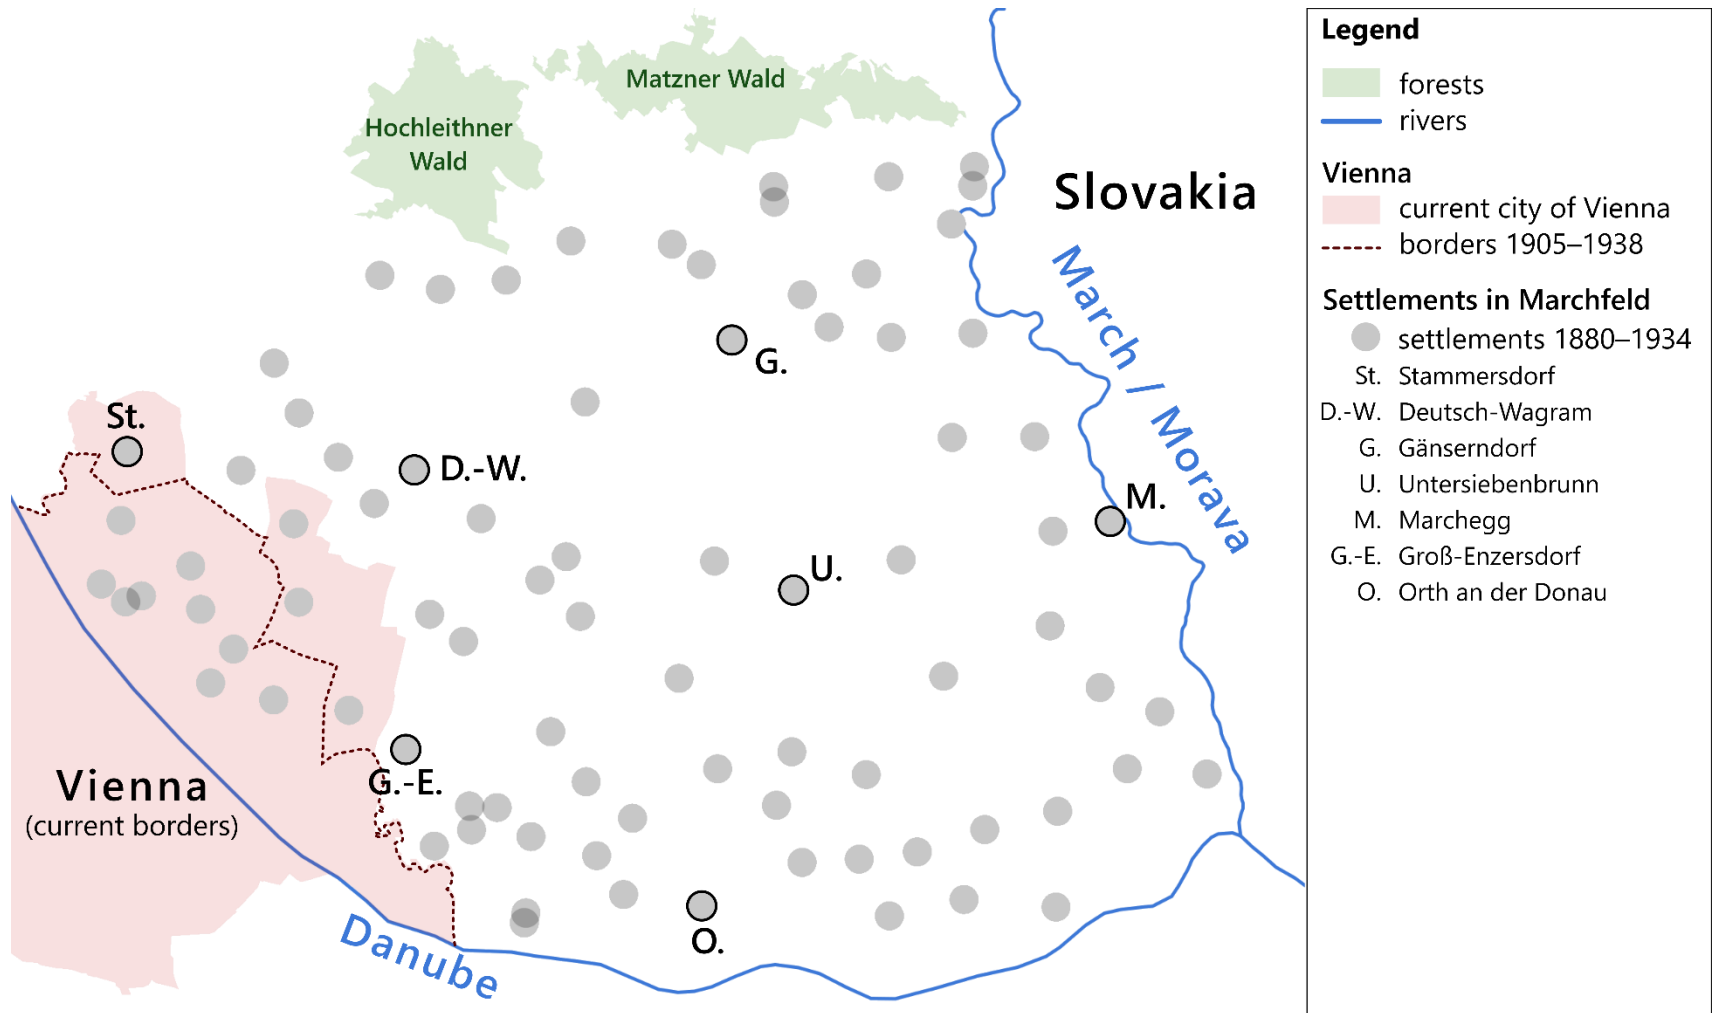 Matzner Wald
Hochleithner
Wald
Slovakia
March / Morava
G.
St.
D.-W.
M.
U.
G.-E.
Vienna
(current borders)
O.
Danube
Legend
forests
rivers
Vienna
current city of Vienna
borders 1905–1938
Settlements in Marchfeld
settlements 1880–1934
St. Stammersdorf
D.-W. Deutsch-Wagram
G. Gänserndorf
U. Untersiebenbrunn
M. Marchegg
G.-E. Groß-Enzersdorf
O. Orth an der Donau